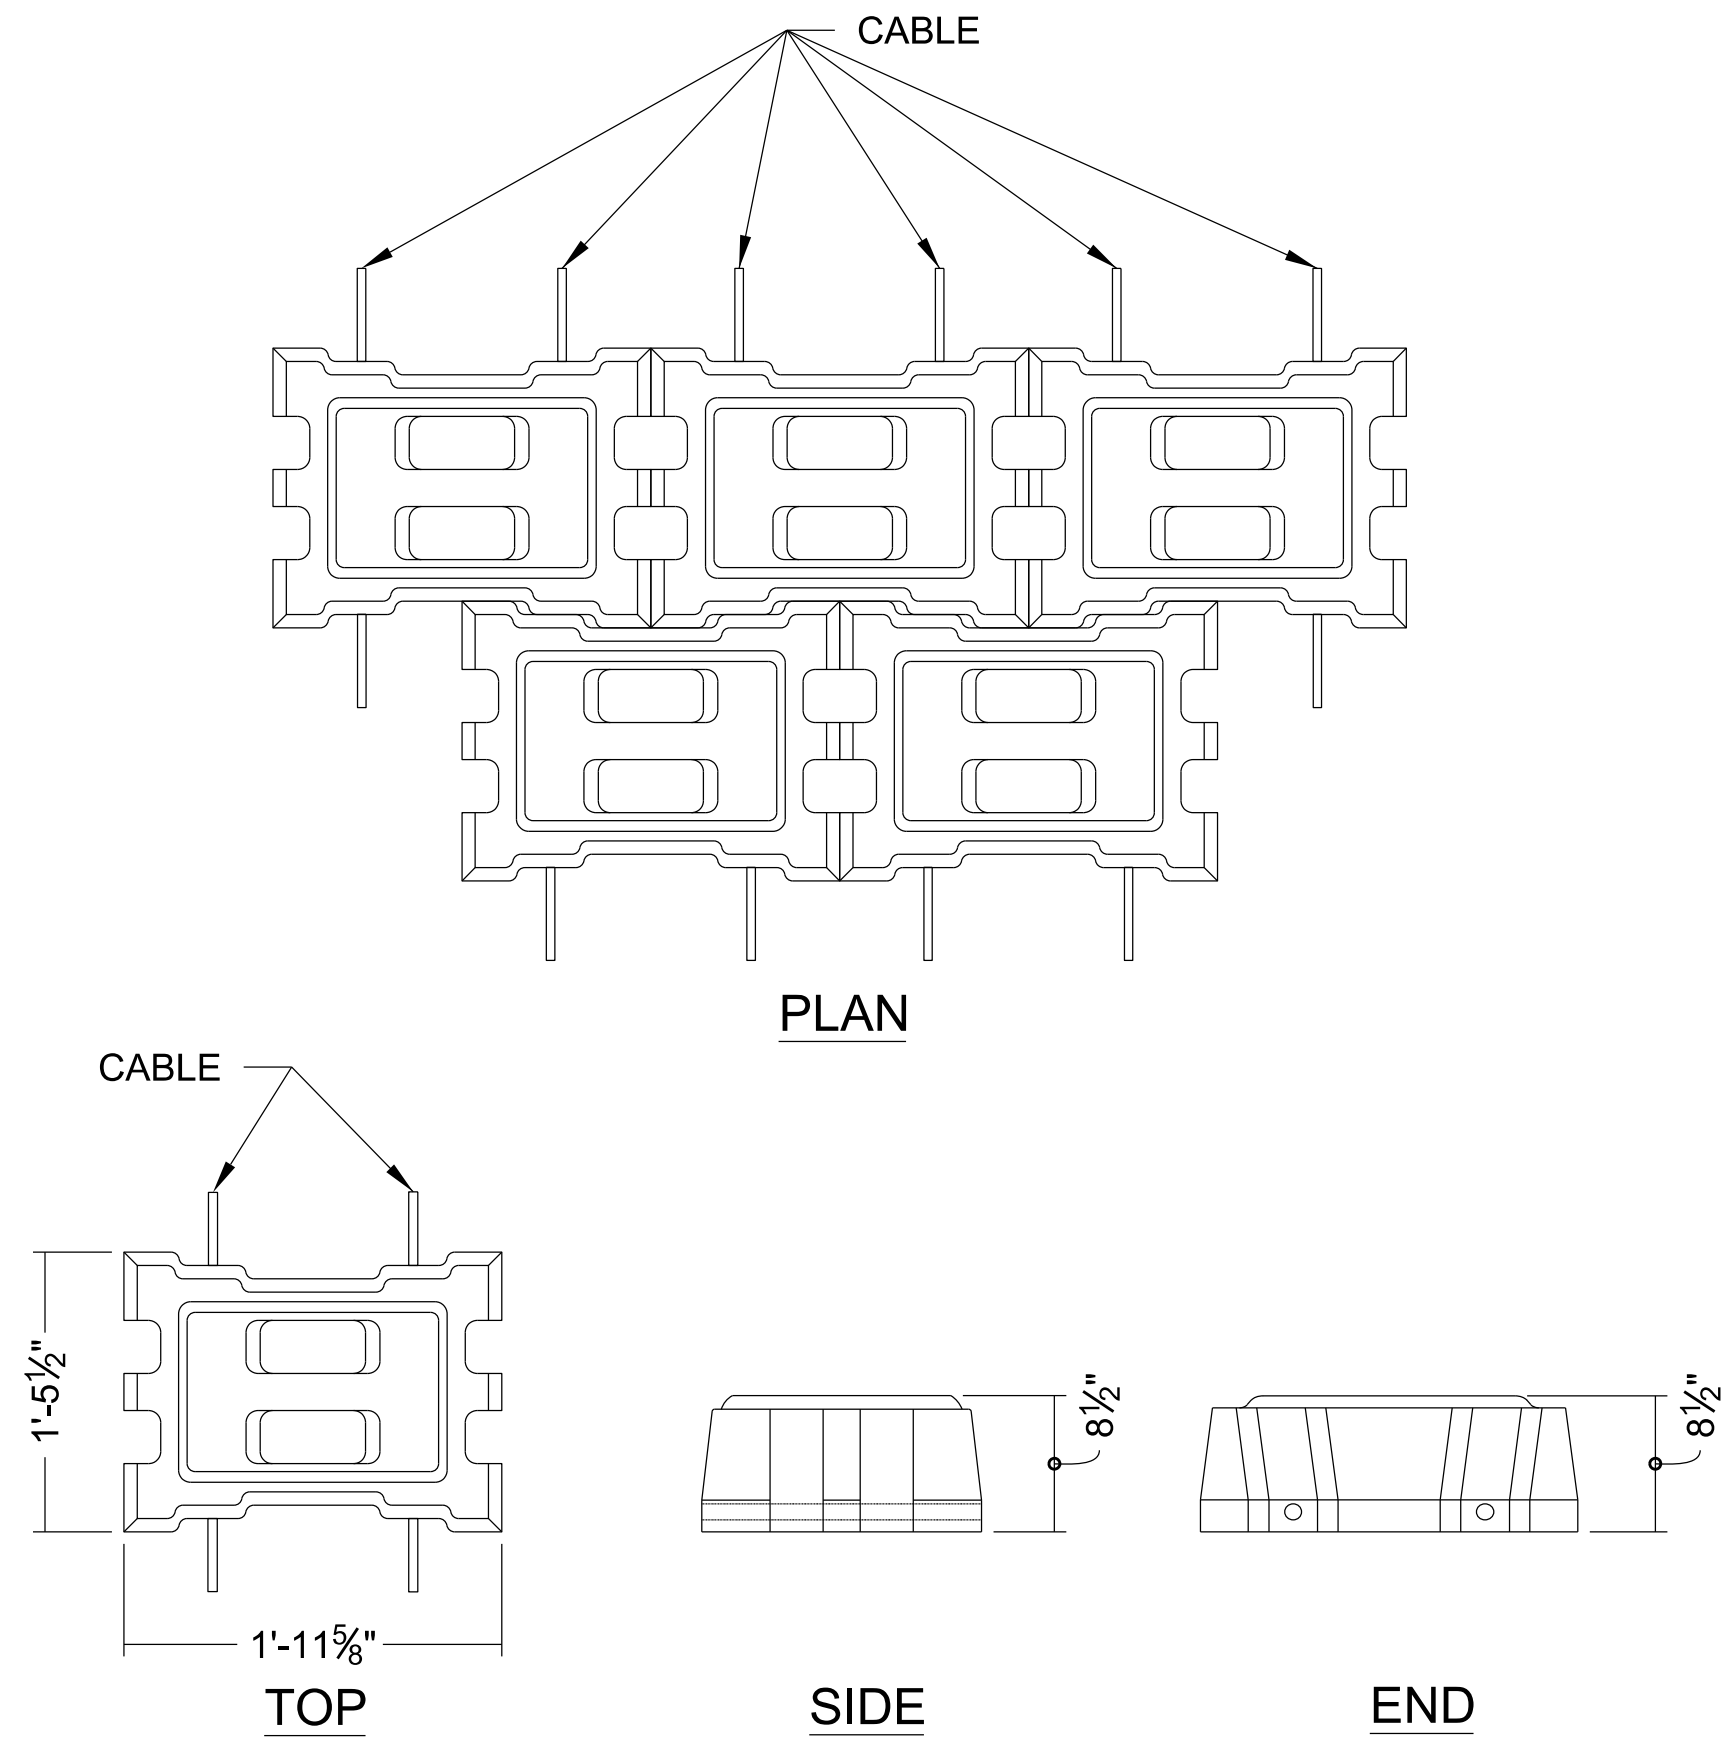 CABLE
PLAN
CABLE
1'-5½"
1'-11⅝"
TOP
8½"
SIDE
8½"
END